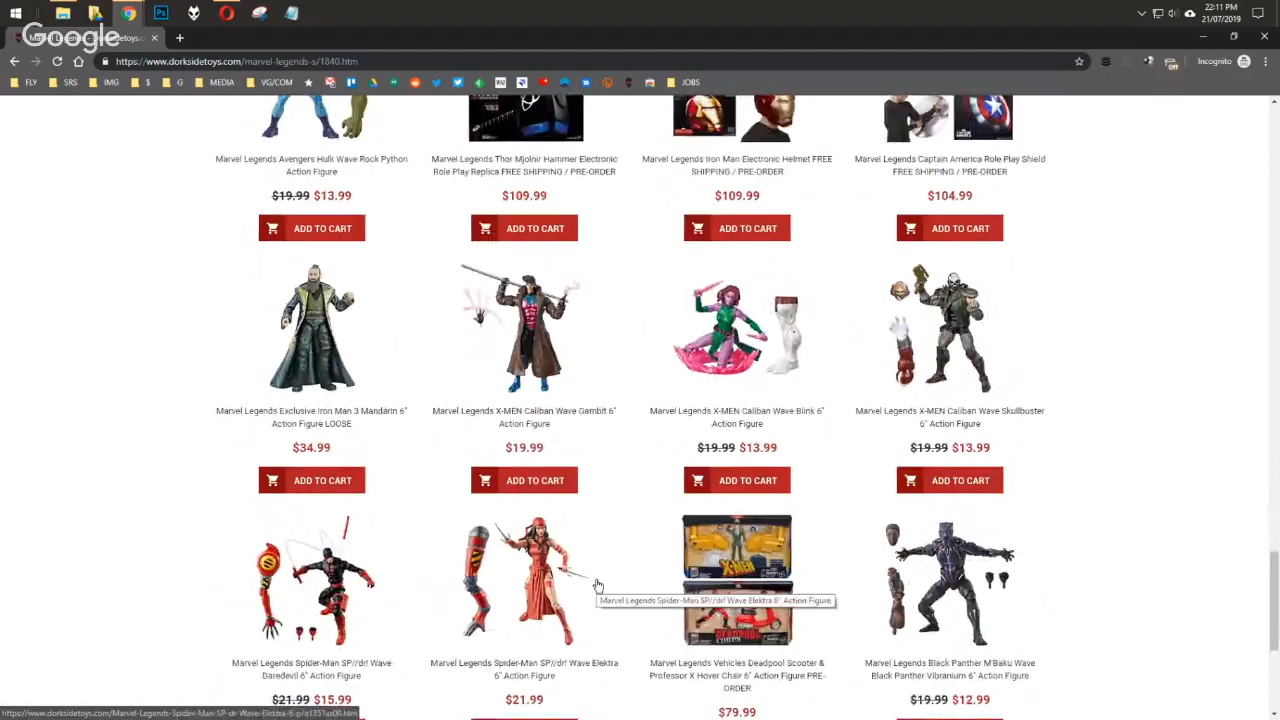 22:11 PM
21/07/2019
Google
https://www.dorksidetoys.com/marvel-legends-s/1840.htm
Incognito
FLY
SRS
IMG
$
G
MEDIA
VG/COM
JOBS
Marvel Legends Avengers Hulk Wave Rock Python
Action Figure
Marvel Legends Thor Mjolnir Hammer Electronic
Role Play Replica FREE SHIPPING / PRE-ORDER
Marvel Legends Iron Man Electronic Helmet FREE
SHIPPING / PRE-ORDER
Marvel Legends Captain America Role Play Shield
FREE SHIPPING / PRE-ORDER
$19.99 $13.99
$109.99
$109.99
$104.99
ADD TO CART
ADD TO CART
ADD TO CART
ADD TO CART
Marvel Legends Exclusive Iron Man 3 Mandarin 6"
Action Figure LOOSE
Marvel Legends X-MEN Caliban Wave Gambit 6"
Action Figure
Marvel Legends X-MEN Caliban Wave Blink 6"
Action Figure
Marvel Legends X-MEN Caliban Wave Skullbuster
6" Action Figure
$34.99
$19.99
$19.99 $13.99
$19.99 $13.99
ADD TO CART
ADD TO CART
ADD TO CART
ADD TO CART
X-MEN
Marvel Legends Spider-Man SP//dr! Wave Elektra 6" Action Figure.
DEADPOOL
CORPS
Marvel Legends Spider-Man SP//dr! Wave
Daredevil 6" Action Figure
Marvel Legends Spider-Man SP//dr! Wave Elektra
6" Action Figure
Marvel Legends Vehicles Deadpool Scooter &
Professor X Hover Chair 6" Action Figure PRE-
ORDER
Marvel Legends Black Panther M'Baku Wave
Black Panther Vibranium 6" Action Figure
$21.99 $15.99
$21.99
$79.99
$19.99 $12.99